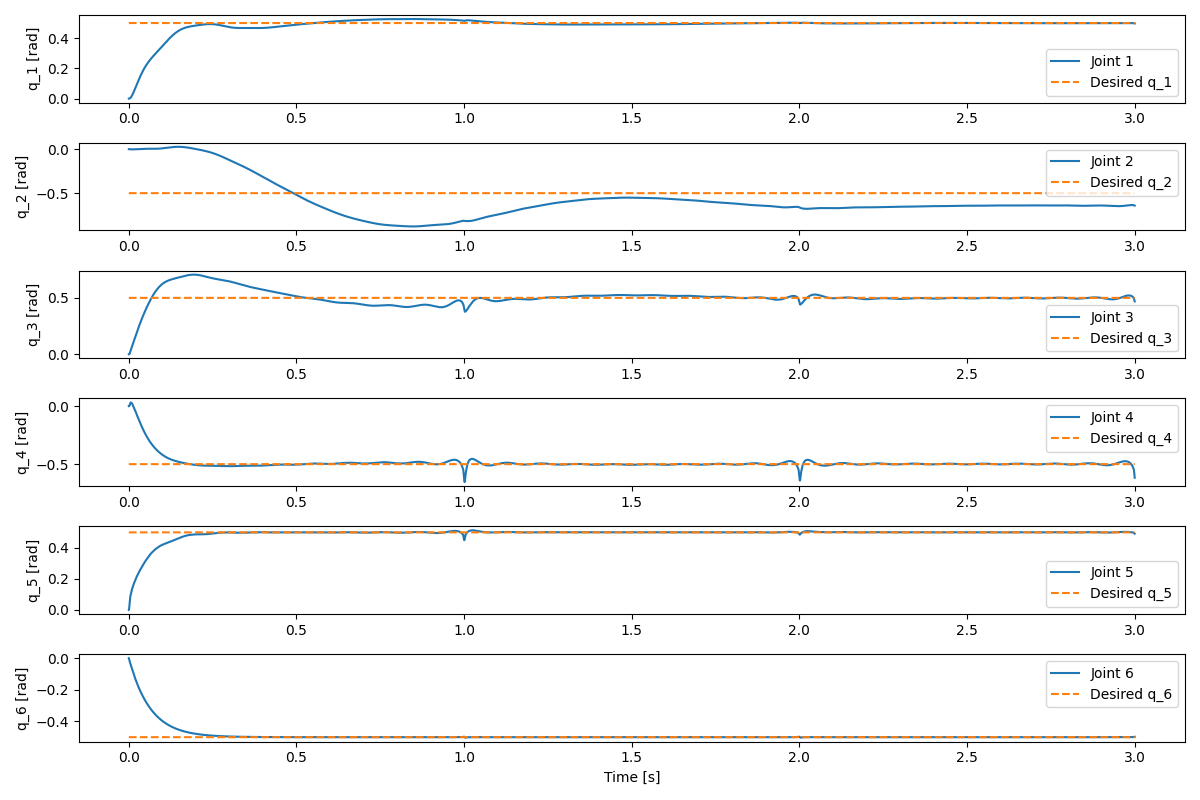 q_1 [rad]
0.4
0.2
0.0
Joint 1
Desired q_1
0.0 0.5 1.0 1.5 2.0 2.5 3.0
q_2 [rad]
0.0
−0.5
Joint 2
Desired q_2
0.0 0.5 1.0 1.5 2.0 2.5 3.0
q_3 [rad]
0.5
0.0
Joint 3
Desired q_3
0.0 0.5 1.0 1.5 2.0 2.5 3.0
q_4 [rad]
0.0
−0.5
Joint 4
Desired q_4
0.0 0.5 1.0 1.5 2.0 2.5 3.0
q_5 [rad]
0.4
0.2
0.0
Joint 5
Desired q_5
0.0 0.5 1.0 1.5 2.0 2.5 3.0
q_6 [rad]
0.0
−0.2
−0.4
Joint 6
Desired q_6
0.0 0.5 1.0 1.5 2.0 2.5 3.0
Time [s]